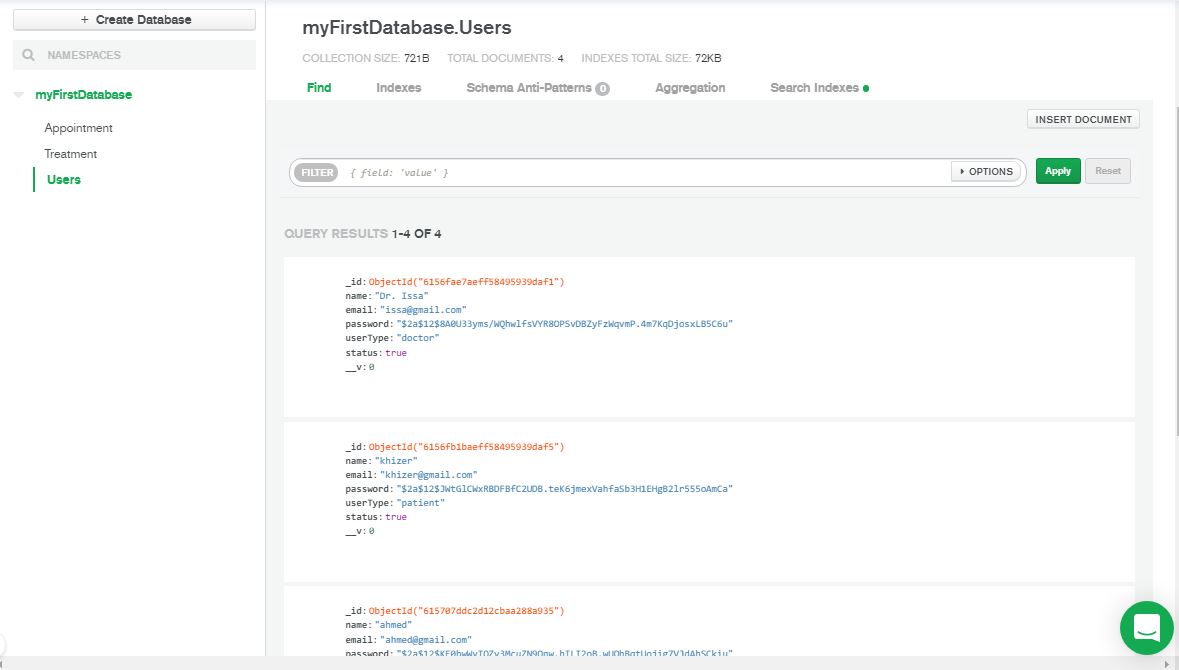 + Create Database
NAMESPACES
myFirstDatabase
Appointment
Treatment
Users
myFirstDatabase.Users
COLLECTION SIZE: 721B TOTAL DOCUMENTS: 4 INDEXES TOTAL SIZE: 72KB
Find Indexes Schema Anti-Patterns 0 Aggregation Search Indexes
INSERT DOCUMENT
FILTER { field: 'value' } OPTIONS Apply Reset
QUERY RESULTS 1-4 OF 4
_id: ObjectId("6156fae7aeff58495939daf1")
name: "Dr. Issa"
email: "issa@gmail.com"
password: "$2a$12$8A0U33yms/WQhwlfsVYR8OPSvDBZyFzWqvmP.4m7KqDjosxLB5C6u"
userType: "doctor"
status: true
__v: 0
_id: ObjectId("6156fb1baeff58495939daf5")
name: "khizer"
email: "khizer@gmail.com"
password: "$2a$12$JWtGlCWxRBDFBfC2UDB.teK6jmexVahfaSb3H1EHgB2lr555oAmCa"
userType: "patient"
status: true
__v: 0
_id: ObjectId("615707ddc2d12cbaa288a935")
name: "ahmed"
email: "ahmed@gmail.com"
password: